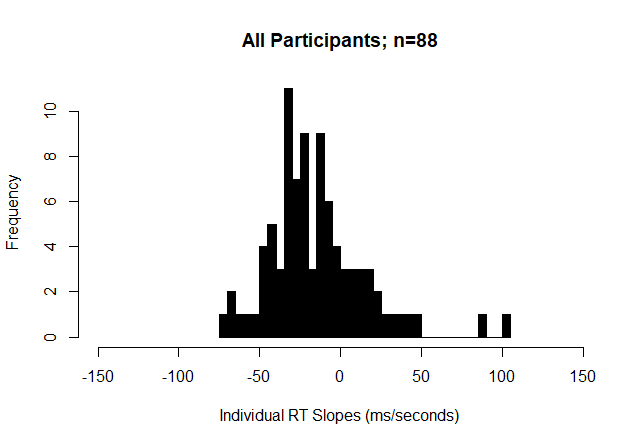 All Participants; n=88
Frequency
10
8
6
4
2
0
-150 -100 -50 0 50 100 150
Individual RT Slopes (ms/seconds)